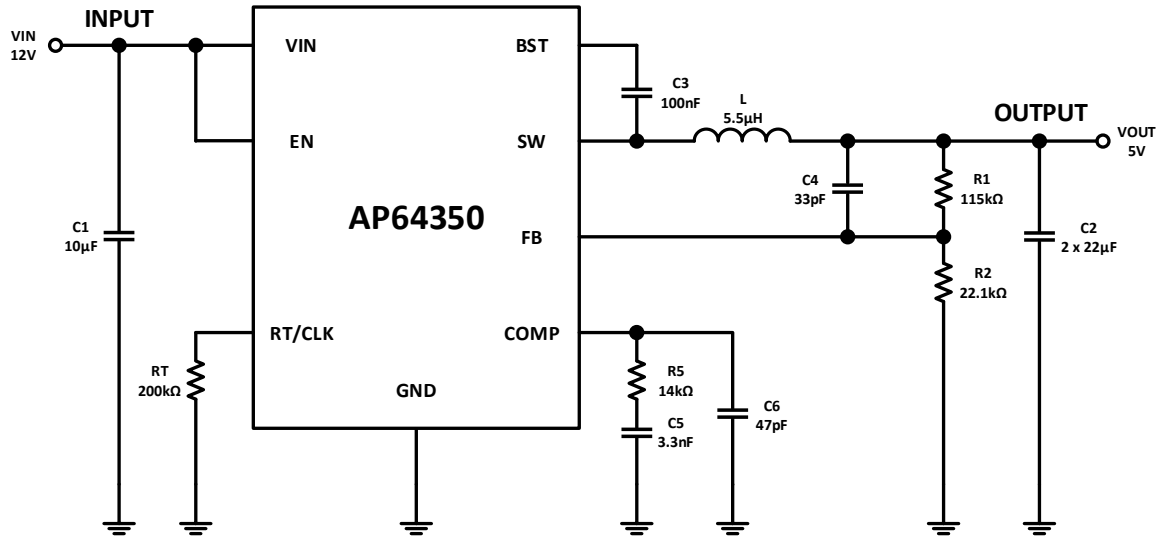 INPUT
VIN
12V
VIN
BST
C3
100nF
L
5.5µH
OUTPUT
VOUT
5V
EN
SW
C4
33pF
R1
115kΩ
C1
10µF
AP64350
FB
C2
2 x 22µF
R2
22.1kΩ
RT/CLK
COMP
RT
200kΩ
GND
R5
14kΩ
C6
47pF
C5
3.3nF